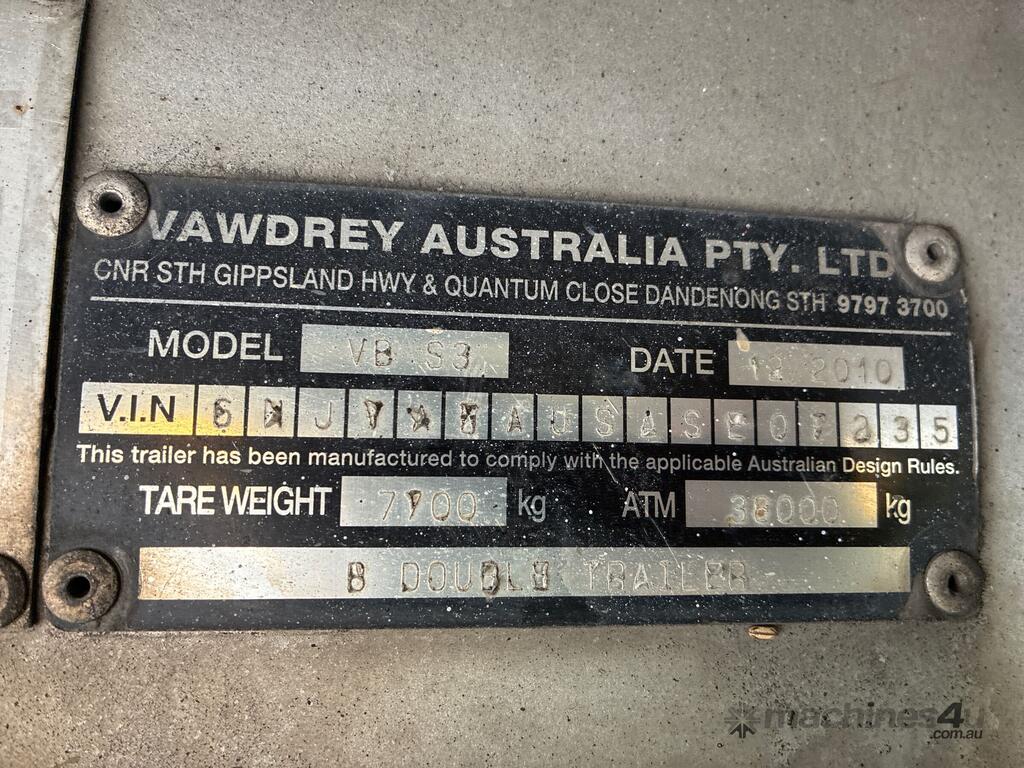 VAWDREY AUSTRALIA PTY. LTD
CNR STH GIPPSLAND HWY & QUANTUM CLOSE DANDENONG STH 9797 3700
MODEL VB S3 DATE 12 2010
V.I.N
This trailer has been manufactured to comply with the applicable Australian Design Rules.
TARE WEIGHT kg ATM 38000 kg
B DOUBLE TRAILER
machines4u
.com.au